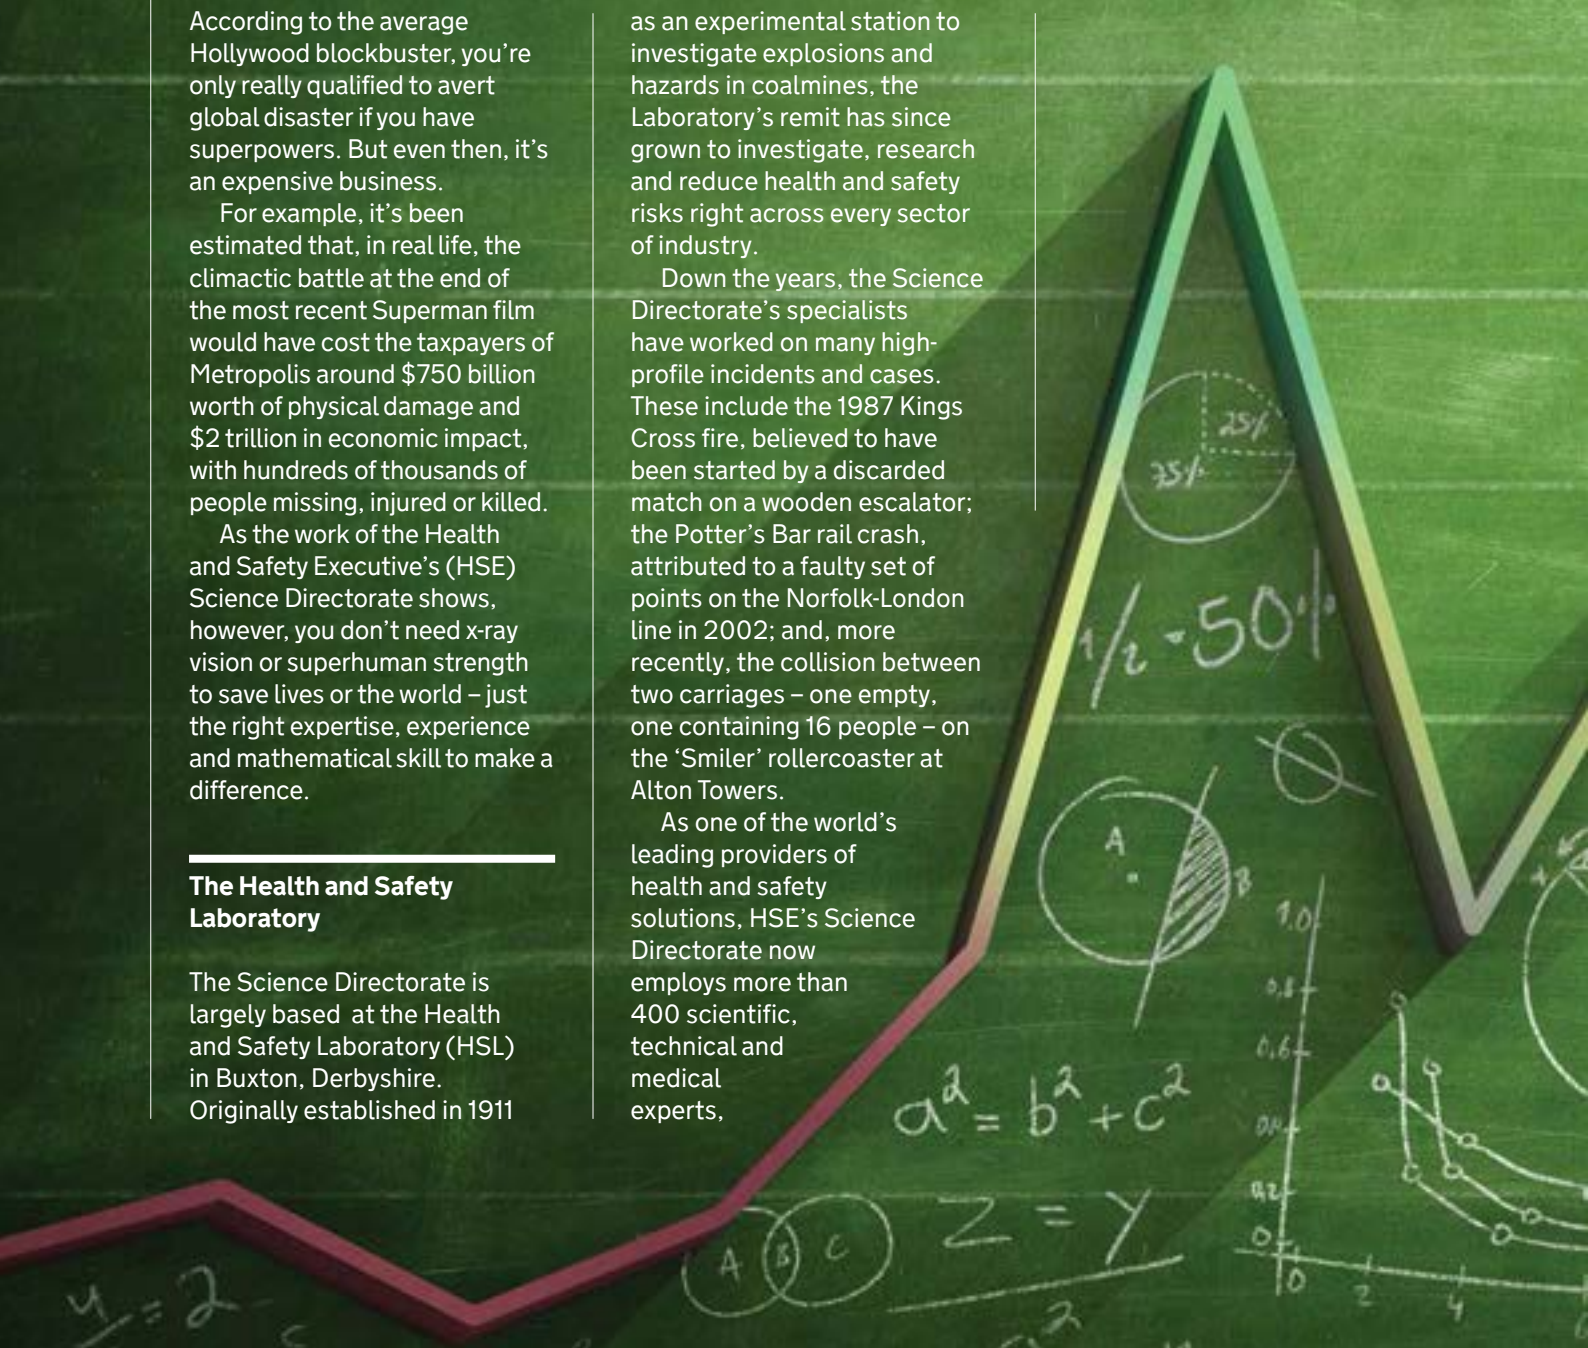 According to the average
Hollywood blockbuster, you’re
only really qualified to avert
global disaster if you have
superpowers. But even then, it’s
an expensive business.
For example, it’s been
estimated that, in real life, the
climactic battle at the end of
the most recent Superman film
would have cost the taxpayers of
Metropolis around $750 billion
worth of physical damage and
$2 trillion in economic impact,
with hundreds of thousands of
people missing, injured or killed.
As the work of the Health
and Safety Executive’s (HSE)
Science Directorate shows,
however, you don’t need x-ray
vision or superhuman strength
to save lives or the world – just
the right expertise, experience
and mathematical skill to make a
difference.
The Health and Safety
Laboratory
The Science Directorate is
largely based at the Health
and Safety Laboratory (HSL)
in Buxton, Derbyshire.
Originally established in 1911
as an experimental station to
investigate explosions and
hazards in coalmines, the
Laboratory’s remit has since
grown to investigate, research
and reduce health and safety
risks right across every sector
of industry.
Down the years, the Science
Directorate’s specialists
have worked on many high-
profile incidents and cases.
These include the 1987 Kings
Cross fire, believed to have
been started by a discarded
match on a wooden escalator;
the Potter’s Bar rail crash,
attributed to a faulty set of
points on the Norfolk-London
line in 2002; and, more
recently, the collision between
two carriages – one empty,
one containing 16 people – on
the ‘Smiler’ rollercoaster at
Alton Towers.
As one of the world’s
leading providers of
health and safety
solutions, HSE’s Science
Directorate now
employs more than
400 scientific,
technical and
medical
experts,
25%
75%
1/2 = 50%
A
B
1.0
0,8
0,6
0,4
0,2
0
0 2 4
a² = b² + c²
z = y
2
A B C
4 = 2